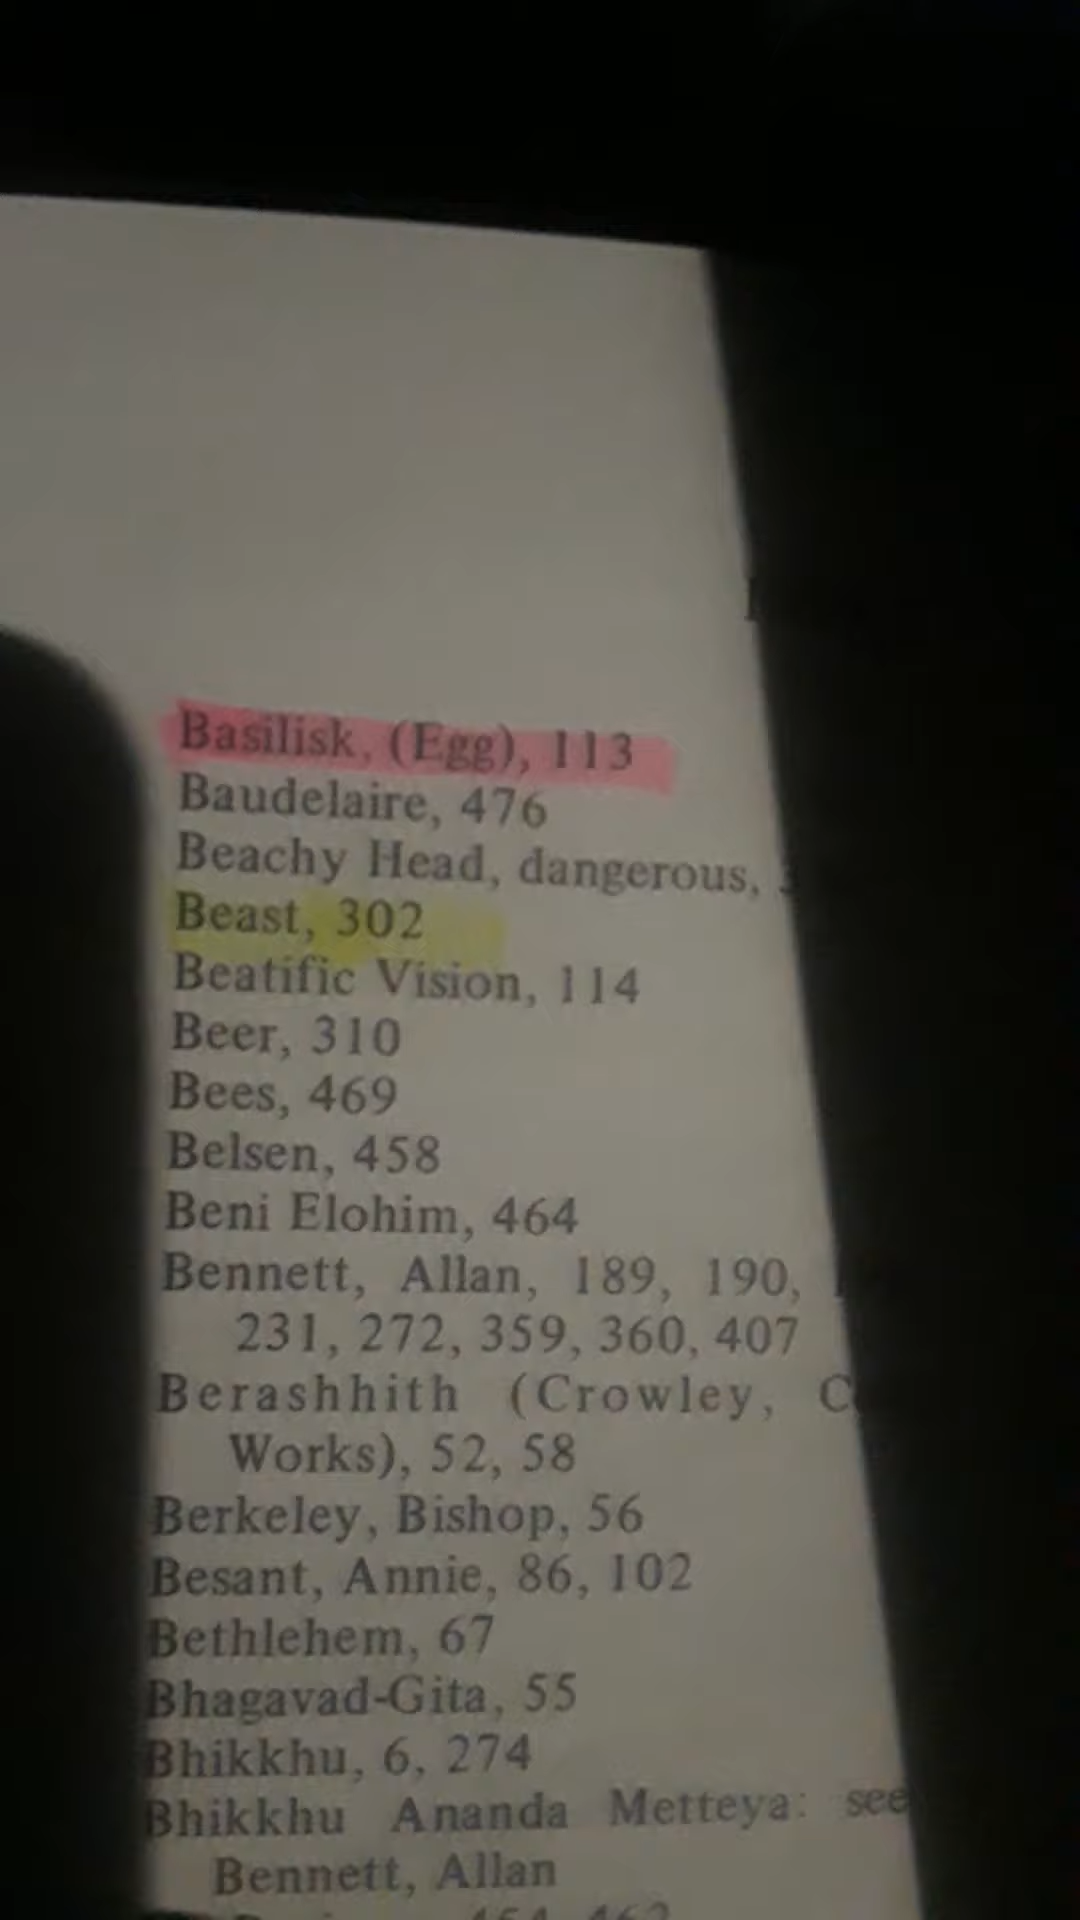 Basilisk, (Egg), 113
Baudelaire, 476
Beachy Head, dangerous,
Beast, 302
Beatific Vision, 114
Beer, 310
Bees, 469
Belsen, 458
Beni Elohim, 464
Bennett, Allan, 189, 190,
231, 272, 359, 360, 407
Berashhith (Crowley, C
Works), 52, 58
Berkeley, Bishop, 56
Besant, Annie, 86, 102
Bethlehem, 67
Bhagavad-Gita, 55
Bhikkhu, 6, 274
Bhikkhu Ananda Metteya: see
Bennett, Allan